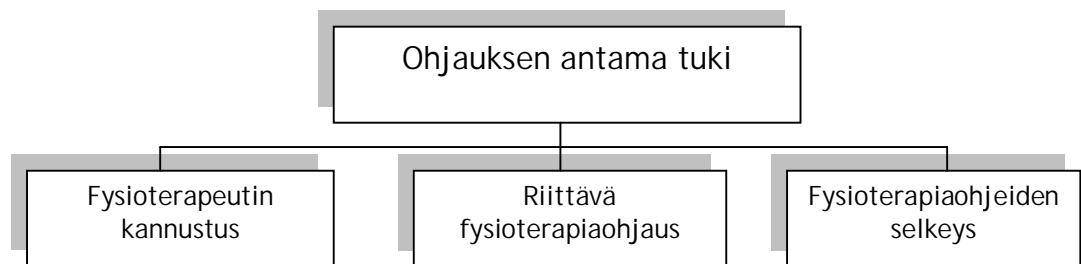 Ohjauksen antama tuki
Fysioterapeutin
kannustus
Riittävä
fysioterapiaohjaus
Fysioterapiaohjeiden
selkeys